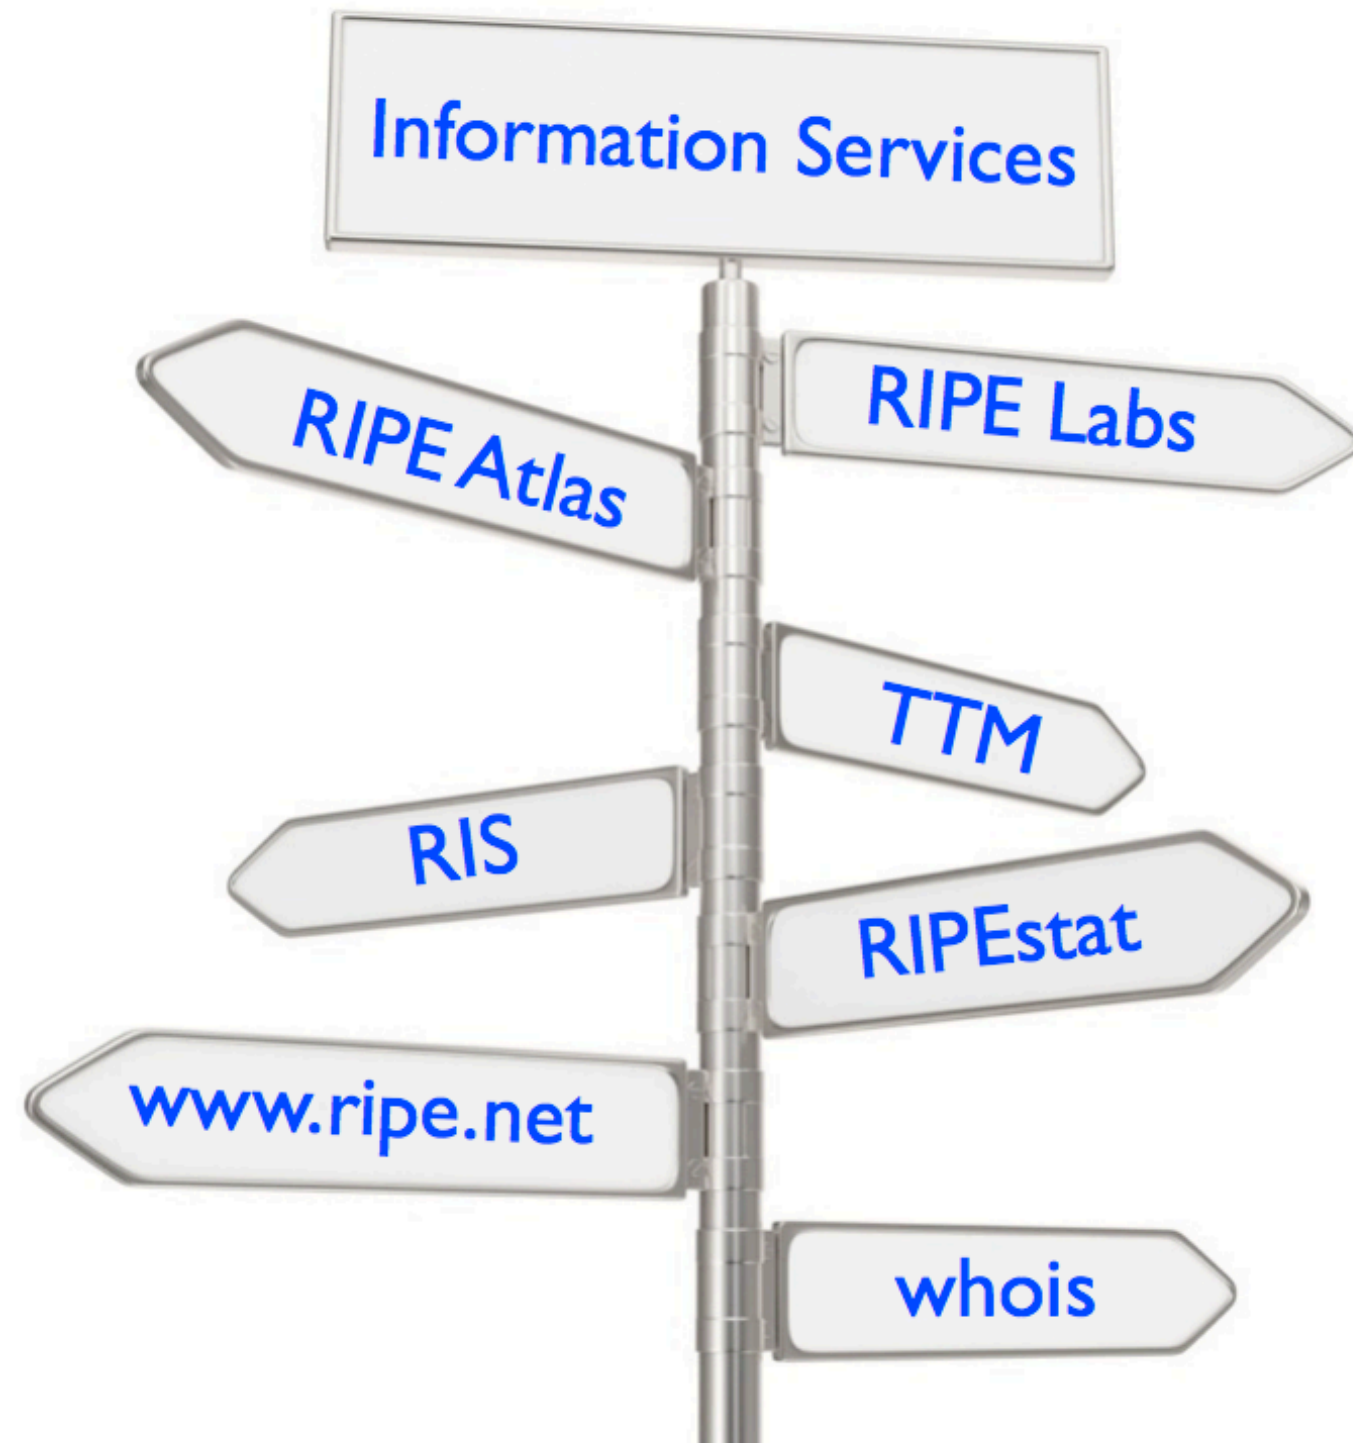 Information Services
RIPE Labs
RIPE Atlas
TTM
RIS
RIPEstat
www.ripe.net
whois